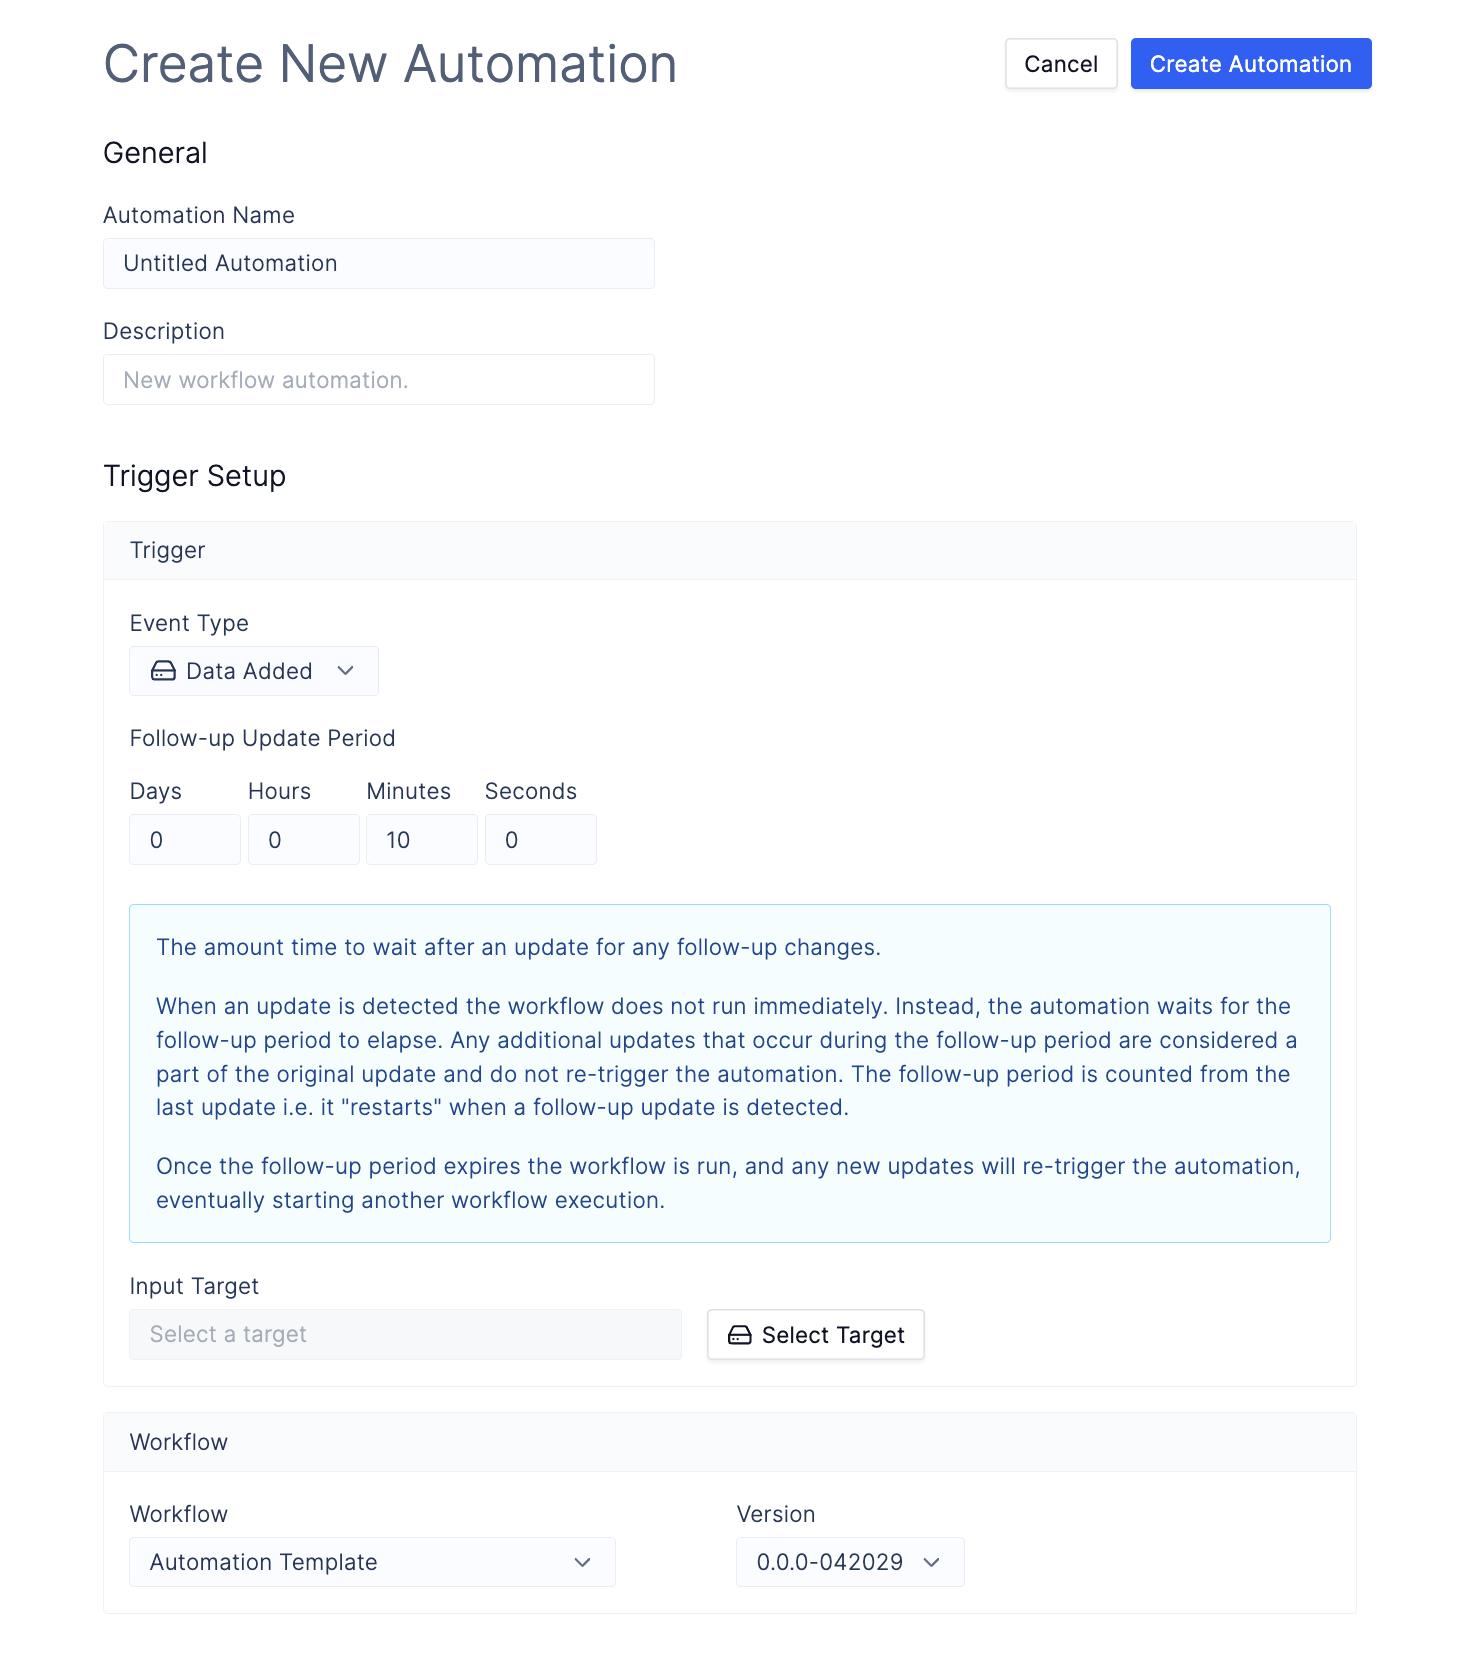 Create New Automation
Cancel
Create Automation
General
Automation Name
Untitled Automation
Description
New workflow automation.
Trigger Setup
Trigger
Event Type
Data Added
Follow-up Update Period
Days
Hours
Minutes
Seconds
0
0
10
0
The amount time to wait after an update for any follow-up changes.
When an update is detected the workflow does not run immediately. Instead, the automation waits for the
follow-up period to elapse. Any additional updates that occur during the follow-up period are considered a
part of the original update and do not re-trigger the automation. The follow-up period is counted from the
last update i.e. it "restarts" when a follow-up update is detected.
Once the follow-up period expires the workflow is run, and any new updates will re-trigger the automation,
eventually starting another workflow execution.
Input Target
Select a target
Select Target
Workflow
Workflow
Version
Automation Template
0.0.0-042029